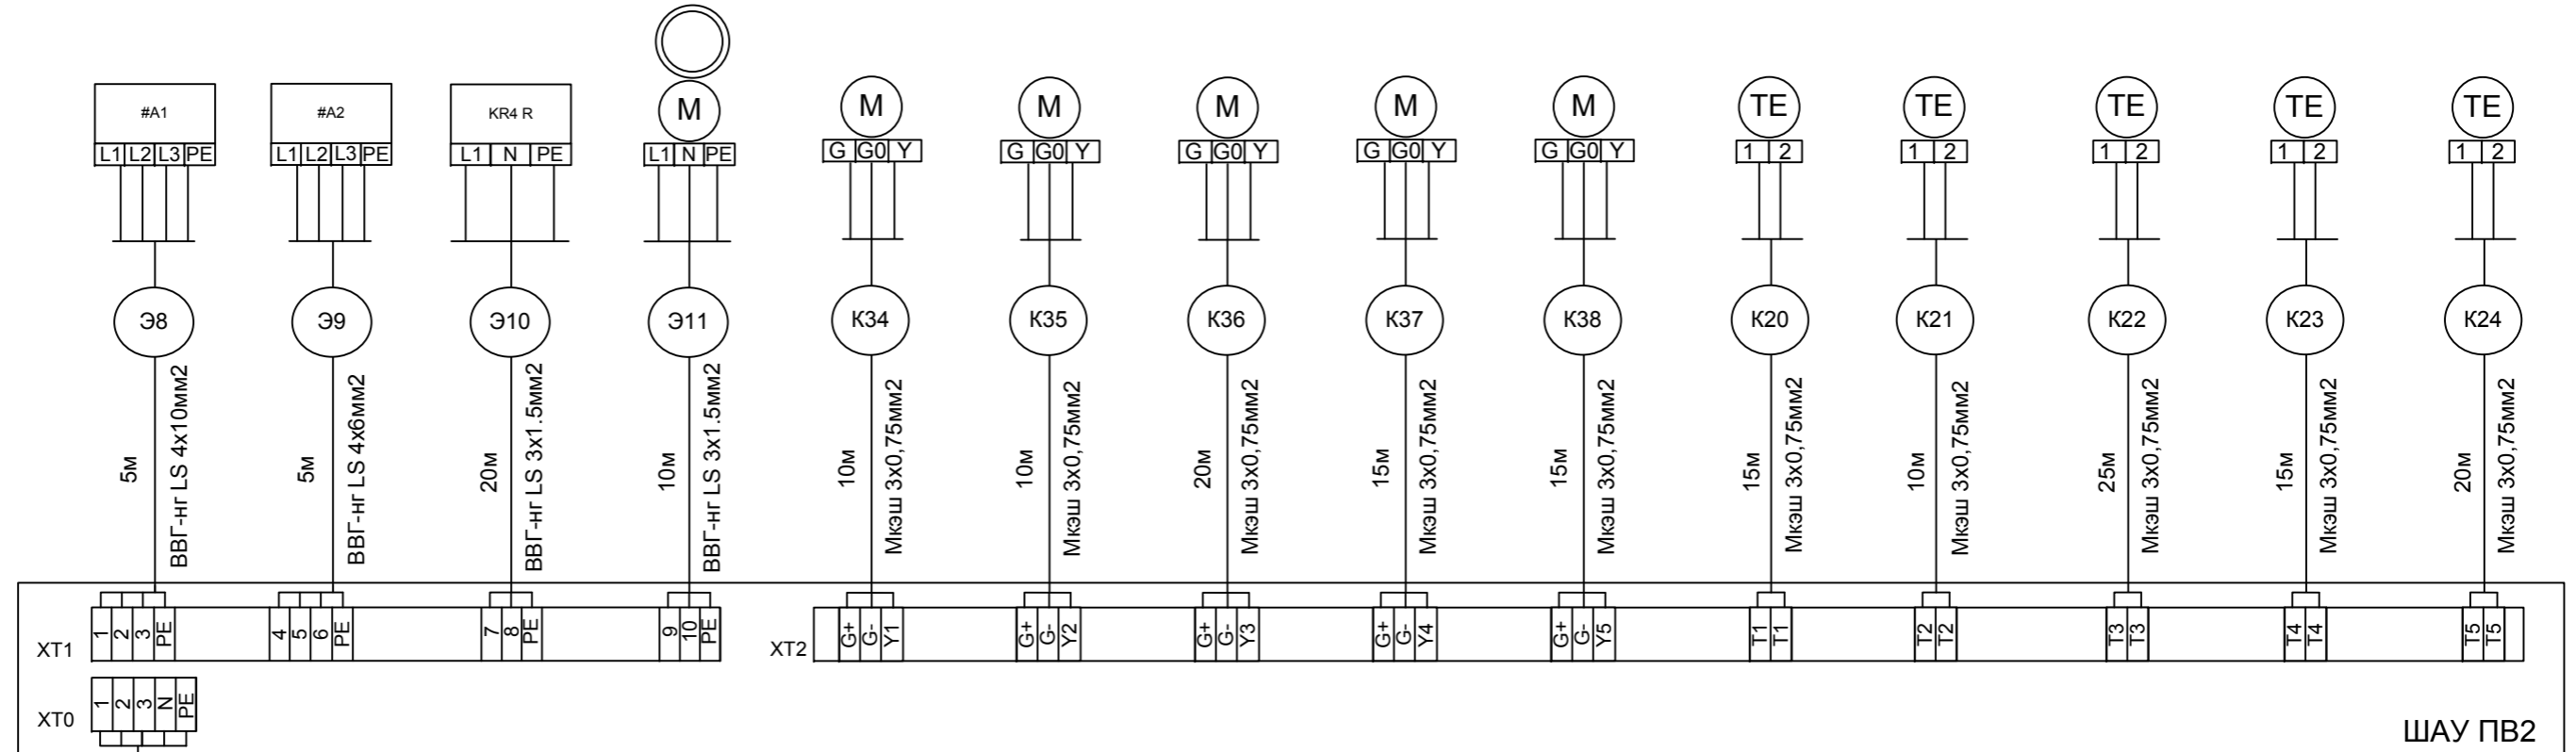 #A1 #A2 KR4 R M M M M M M TE TE TE TE TE
L1 L2 L3 PE L1 L2 L3 PE L1 N PE L1 N PE G G0 Y G G0 Y G G0 Y G G0 Y G G0 Y 1 2 1 2 1 2 1 2 1 2
Э8 Э9 Э10 Э11 К34 К35 К36 К37 К38 К20 К21 К22 К23 К24
5м ВВГ-нг LS 4х10мм2
5м ВВГ-нг LS 4х6мм2
20м ВВГ-нг LS 3х1.5мм2
10м ВВГ-нг LS 3х1.5мм2
10м Мкэш 3х0,75мм2
10м Мкэш 3х0,75мм2
20м Мкэш 3х0,75мм2
15м Мкэш 3х0,75мм2
15м Мкэш 3х0,75мм2
15м Мкэш 3х0,75мм2
10м Мкэш 3х0,75мм2
25м Мкэш 3х0,75мм2
15м Мкэш 3х0,75мм2
20м Мкэш 3х0,75мм2
XT1 1 2 3 PE 4 5 6 PE 7 8 PE 9 10 PE XT2 G+ G- Y1 G+ G- Y2 G+ G- Y3 G+ G- Y4 G+ G- Y5 T1 T1 T2 T2 T3 T3 T4 T4 T5 T5
XT0 1 2 3 N PE
ШАУ ПВ2